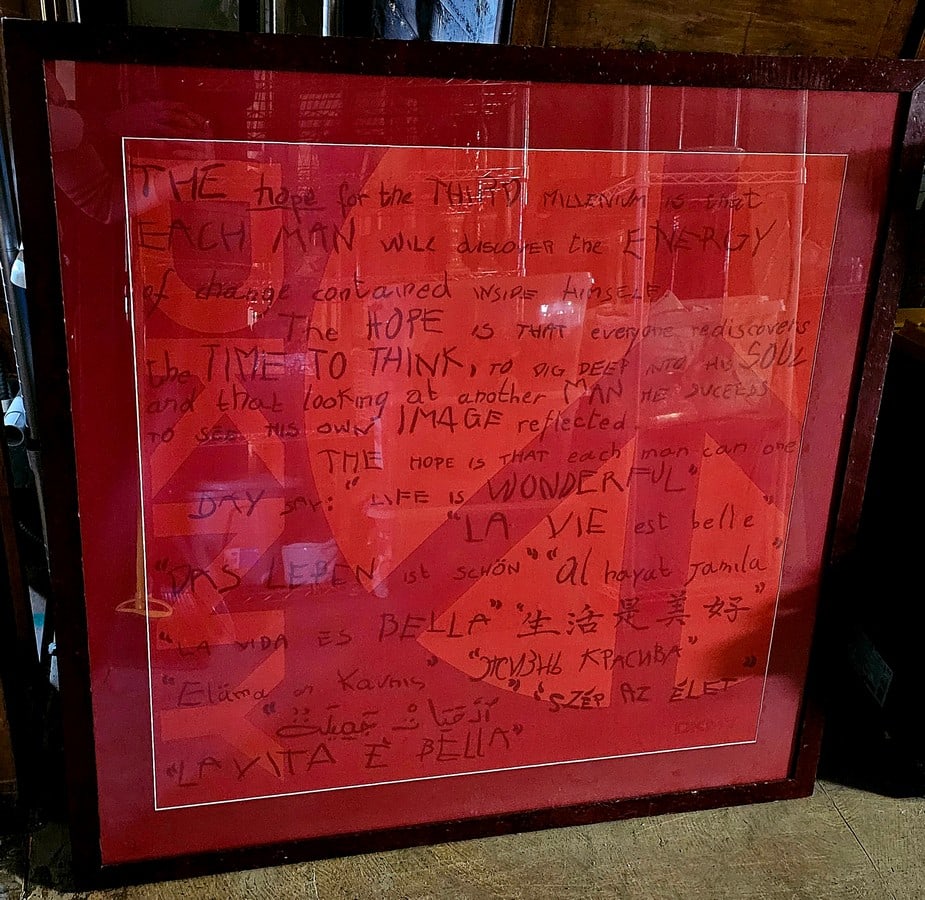 THE hope for the THIRD MILLENIUM is that
EACH MAN WILL discover the ENERGY
of change contained INSIDE HIMSELF.
The HOPE IS THAT everyone rediscovers
the TIME TO THINK, TO DIG DEEP INTO HIS SOUL
and that looking at another MAN HE SUCEEDS
TO SEE HIS OWN IMAGE reflected.
THE HOPE IS THAT each man can one
DAY say: "LIFE IS WONDERFUL"
"LA VIE est belle"
"DAS LEBEN ist SCHÖN" "Al hayat Jamila"
"LA VIDA ES BELLA" "生活是美好"
"ЖИЗНЬ КРАСИВА"
"Elämä on Kaunis" "SZÉP AZ ÉLET"
"LA VITA È BELLA"